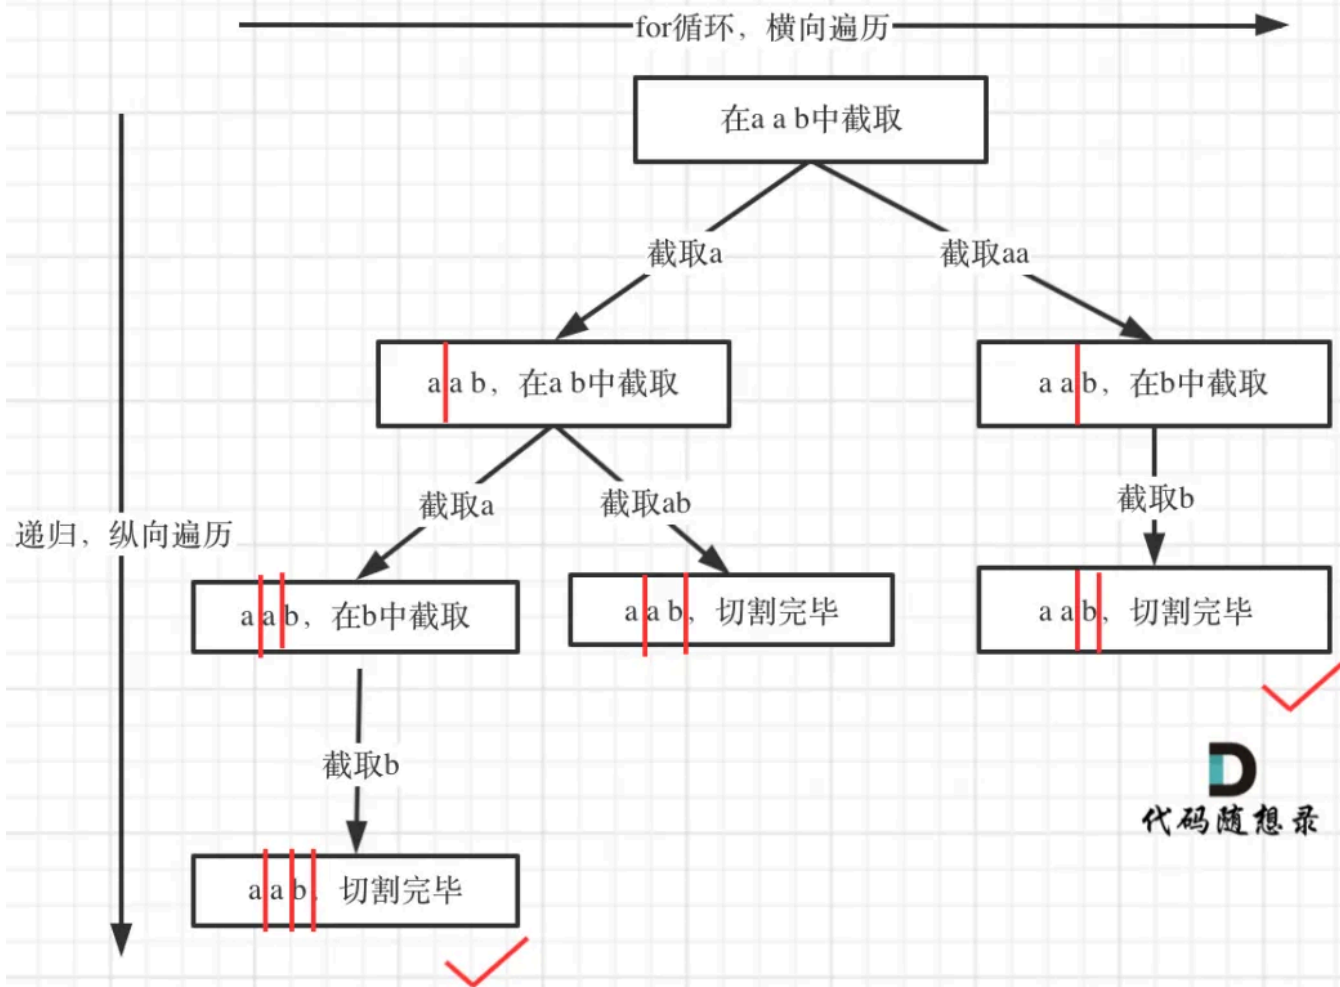 for循环，横向遍历
在a a b中截取
截取a
截取aa
a a b，在a b中截取
a a b，在b中截取
截取a
截取ab
截取b
递归，纵向遍历
a a b，在b中截取
a a b，切割完毕
a a b，切割完毕
截取b
代码随想录
a a b，切割完毕